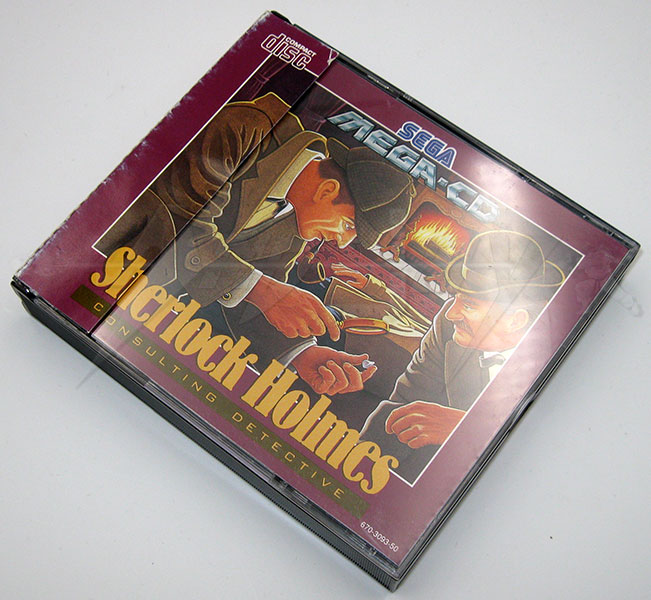 COMPACT
disc
SEGA
MEGA-CD
Sherlock Holmes
CONSULTING DETECTIVE
670-3093-50